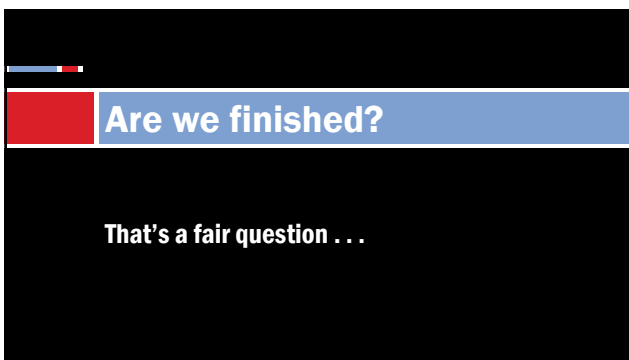 Are we finished?
That’s a fair question . . .